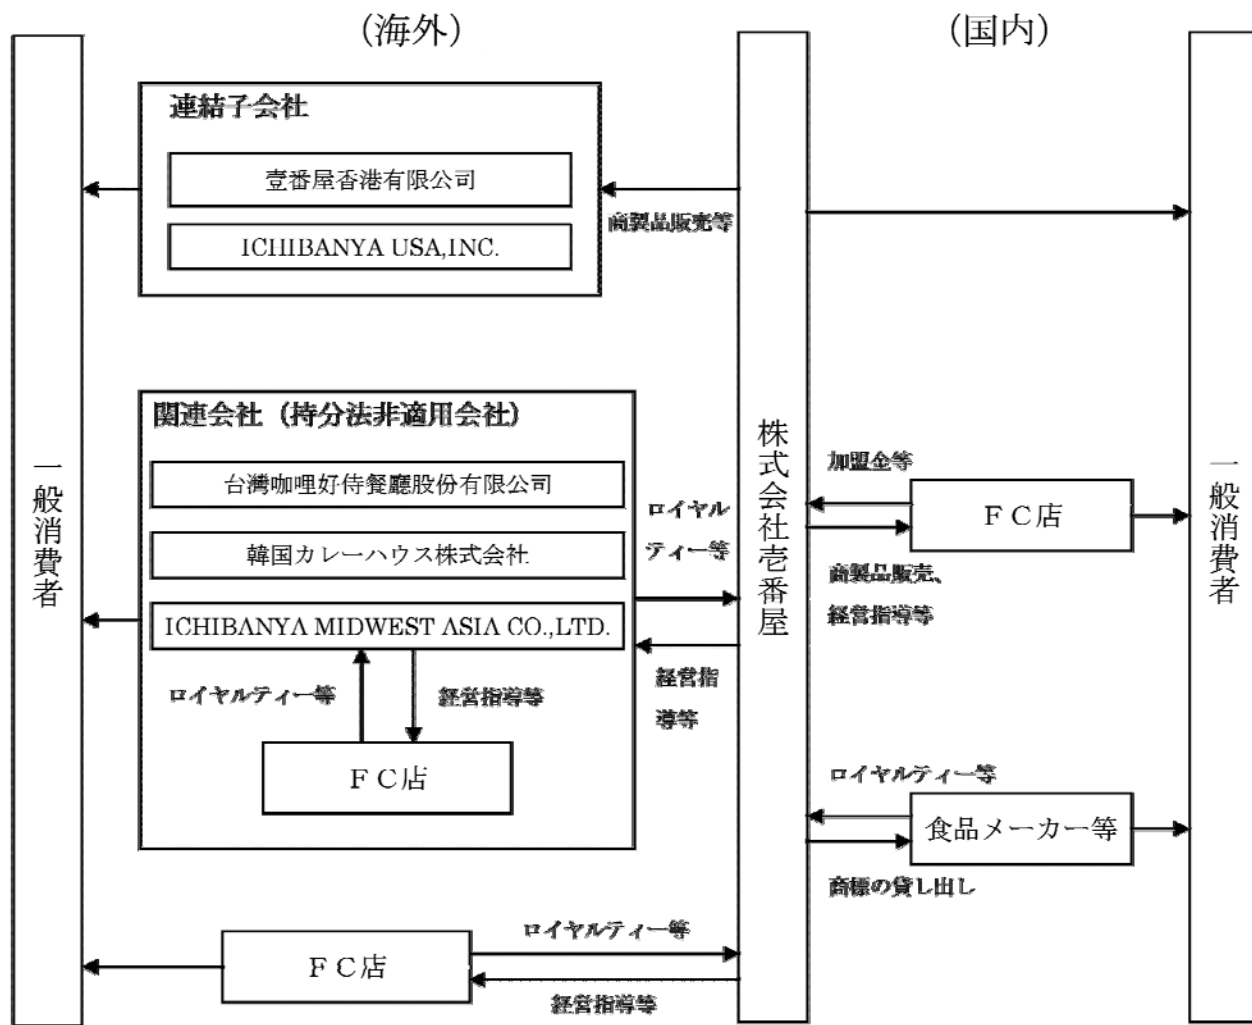 （海外）
（国内）
一般消費者
連結子会社
壹番屋香港有限公司
ICHIBANYA USA,INC.
商製品販売等
関連会社（持分法非適用会社）
台灣咖哩好侍餐廳股份有限公司
韓国カレーハウス株式会社
ICHIBANYA MIDWEST ASIA CO.,LTD.
ロイヤルティー等
経営指導等
ＦＣ店
ロイヤル
ティー等
経営指
導等
ＦＣ店
ロイヤルティー等
経営指導等
株式会社壱番屋
加盟金等
ＦＣ店
商製品販売、
経営指導等
ロイヤルティー等
食品メーカー等
商標の貸し出し
一般消費者